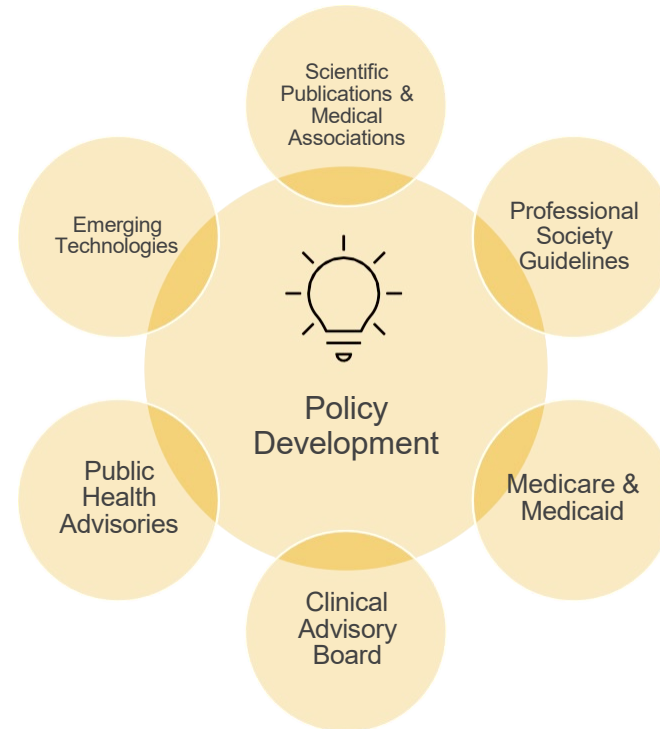 Scientific
Publications &
Medical
Associations
Professional
Society
Guidelines
Medicare &
Medicaid
Clinical
Advisory
Board
Public
Health
Advisories
Emerging
Technologies
Policy
Development